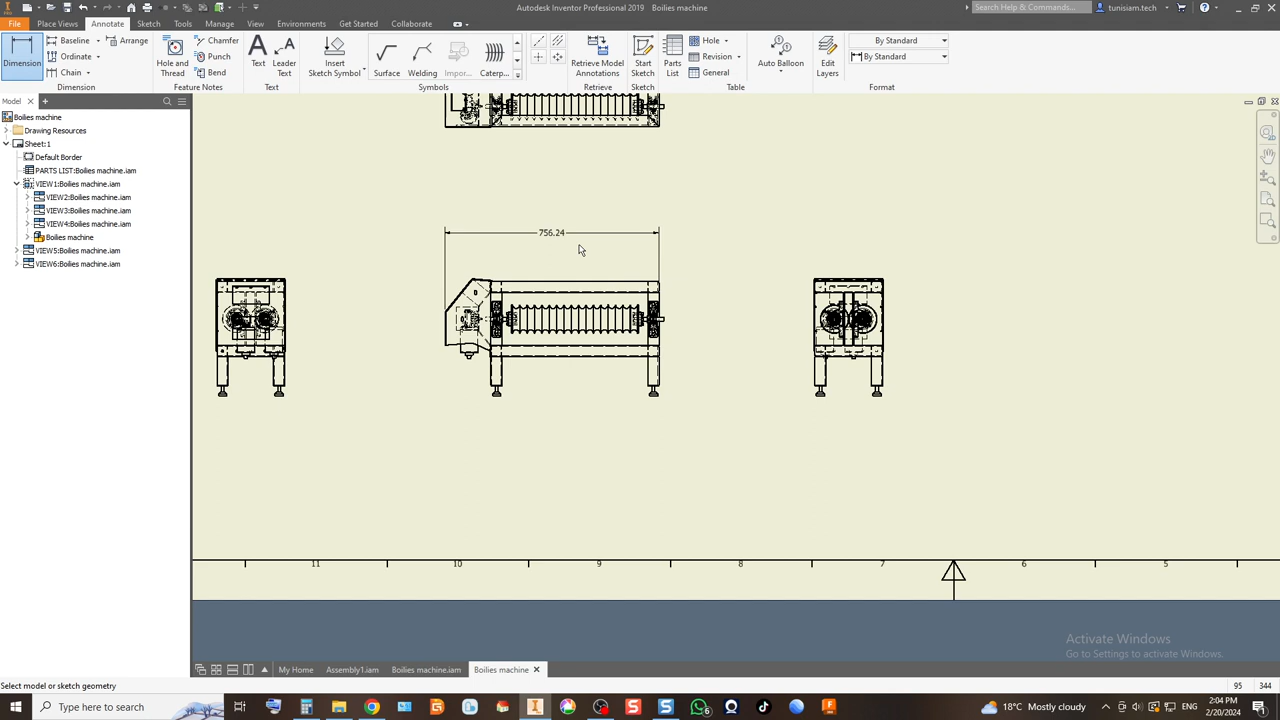 Autodesk Inventor Professional 2019 Boilies machine
Search Help & Commands...
tunisiam.tech
File Place Views Annotate Sketch Tools Manage View Environments Get Started Collaborate
Dimension
Baseline
Ordinate
Chain
Arrange
Dimension
Hole and
Thread
Chamfer
Punch
Bend
Feature Notes
Text
Leader
Text
Text
Insert
Sketch Symbol
Surface
Welding
Impor...
Caterp...
Symbols
Retrieve Model
Annotations
Retrieve
Start
Sketch
Sketch
Parts
List
Hole
Revision
General
Table
Auto Balloon
Edit
Layers
By Standard
By Standard
Format
Model
Boilies machine
Drawing Resources
Sheet:1
Default Border
PARTS LIST:Boilies machine.iam
VIEW1:Boilies machine.iam
VIEW2:Boilies machine.iam
VIEW3:Boilies machine.iam
VIEW4:Boilies machine.iam
Boilies machine
VIEW5:Boilies machine.iam
VIEW6:Boilies machine.iam
756.24
11 10 9 8 7 6 5
Activate Windows
Go to Settings to activate Windows.
My Home Assembly1.iam Boilies machine.iam Boilies machine
Select model or sketch geometry
95 344
Type here to search
18°C Mostly cloudy
ENG
2:04 PM
2/20/2024